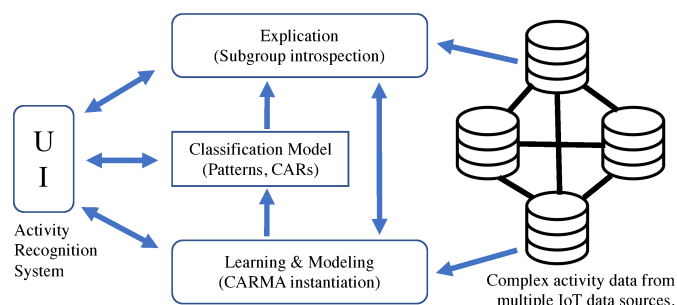 Explication
(Subgroup introspection)
U
I
Classification Model
(Patterns, CARs)
Activity
Recognition
System
Learning & Modeling
(CARMA instantiation)
Complex activity data from
multiple IoT data sources.